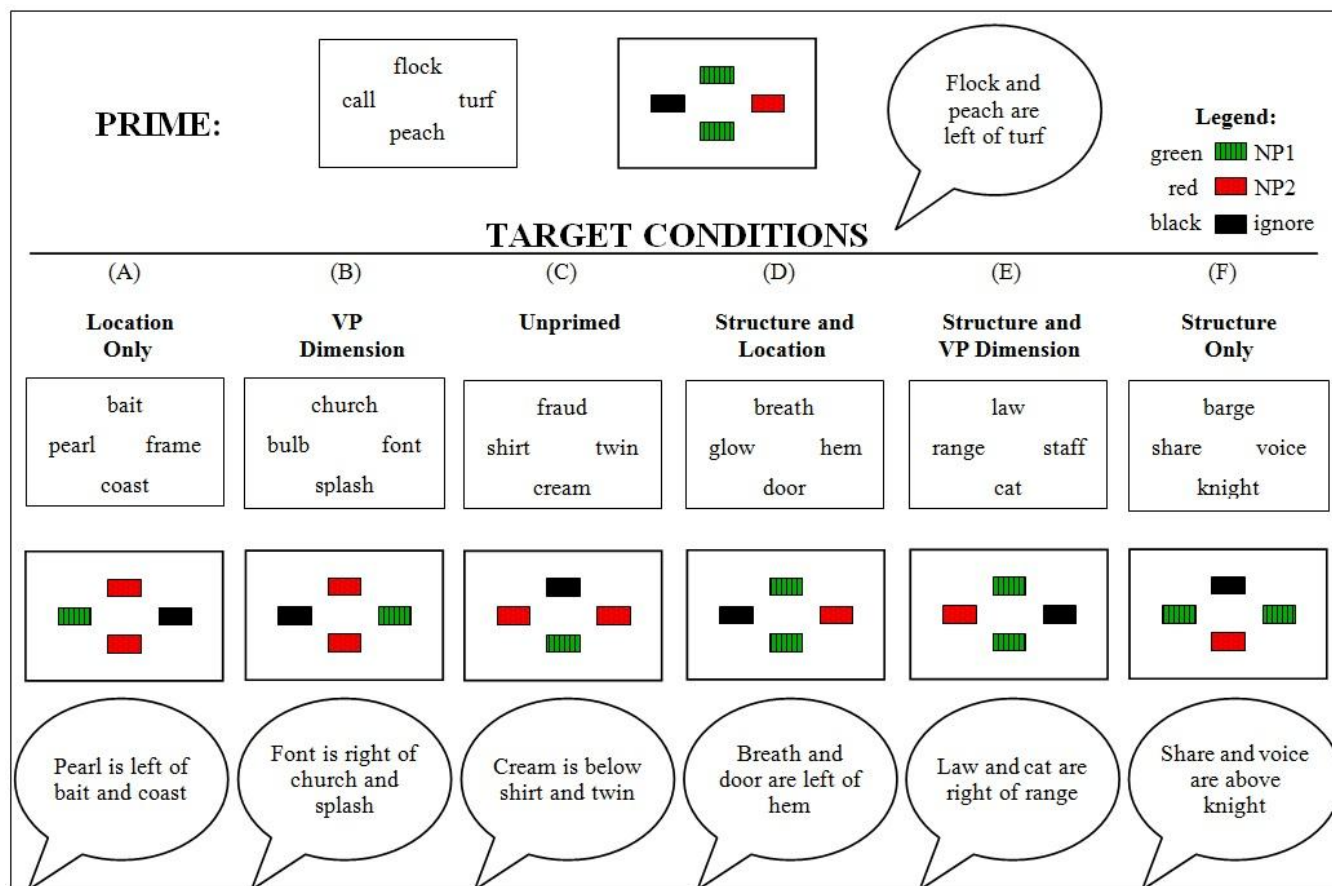 flock
call turf
peach
PRIME:
Flock and
peach are
left of turf
Legend:
green NP1
red NP2
black ignore
TARGET CONDITIONS
(A) (B) (C) (D) (E) (F)
Location VP Unprimed Structure and Structure and Structure
Only Dimension Location VP Dimension Only
bait church fraud breath law barge
pearl frame bulb font shirt twin glow hem range staff share voice
coast splash cream door cat knight
Pearl is left of
bait and coast
Font is right of
church and
splash
Cream is below
shirt and twin
Breath and
door are left of
hem
Law and cat are
right of range
Share and voice
are above
knight